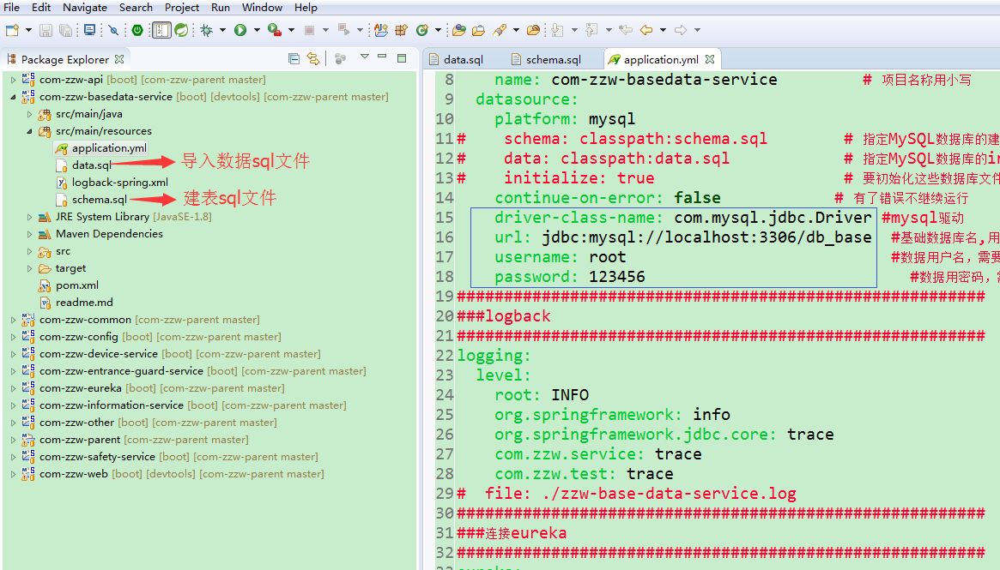 File Edit Navigate Search Project Run Window Help
Package Explorer
com-zzw-api [boot] [com-zzw-parent master]
com-zzw-basedata-service [boot] [devtools] [com-zzw-parent master]
src/main/java
src/main/resources
application.yml
data.sql 导入数据sql文件
logback-spring.xml
schema.sql 建表sql文件
JRE System Library [JavaSE-1.8]
Maven Dependencies
src
target
pom.xml
readme.md
com-zzw-common [com-zzw-parent master]
com-zzw-config [boot] [com-zzw-parent master]
com-zzw-device-service [boot] [com-zzw-parent master]
com-zzw-entrance-guard-service [boot] [com-zzw-parent master]
com-zzw-eureka [boot] [com-zzw-parent master]
com-zzw-information-service [boot] [com-zzw-parent master]
com-zzw-other [boot] [com-zzw-parent master]
com-zzw-parent [com-zzw-parent master]
com-zzw-safety-service [boot] [com-zzw-parent master]
com-zzw-web [boot] [devtools] [com-zzw-parent master]
data.sql schema.sql application.yml
8 name: com-zzw-basedata-service # 项目名称用小写
9 datasource:
10 platform: mysql
11 # schema: classpath:schema.sql # 指定MySQL数据库的建
12 # data: classpath:data.sql # 指定MySQL数据库的in
13 # initialize: true # 要初始化这些数据库文件
14 continue-on-error: false # 有了错误不继续运行
15 driver-class-name: com.mysql.jdbc.Driver #mysql驱动
16 url: jdbc:mysql://localhost:3306/db_base #基础数据库名,用
17 username: root #数据用户名，需要
18 password: 123456 #数据用密码，
19 ########################################################
20 ###logback
21 ########################################################
22 logging:
23 level:
24 root: INFO
25 org.springframework: info
26 org.springframework.jdbc.core: trace
27 com.zzw.service: trace
28 com.zzw.test: trace
29 # file: ./zzw-base-data-service.log
30 ########################################################
31 ###连接eureka
32 ########################################################